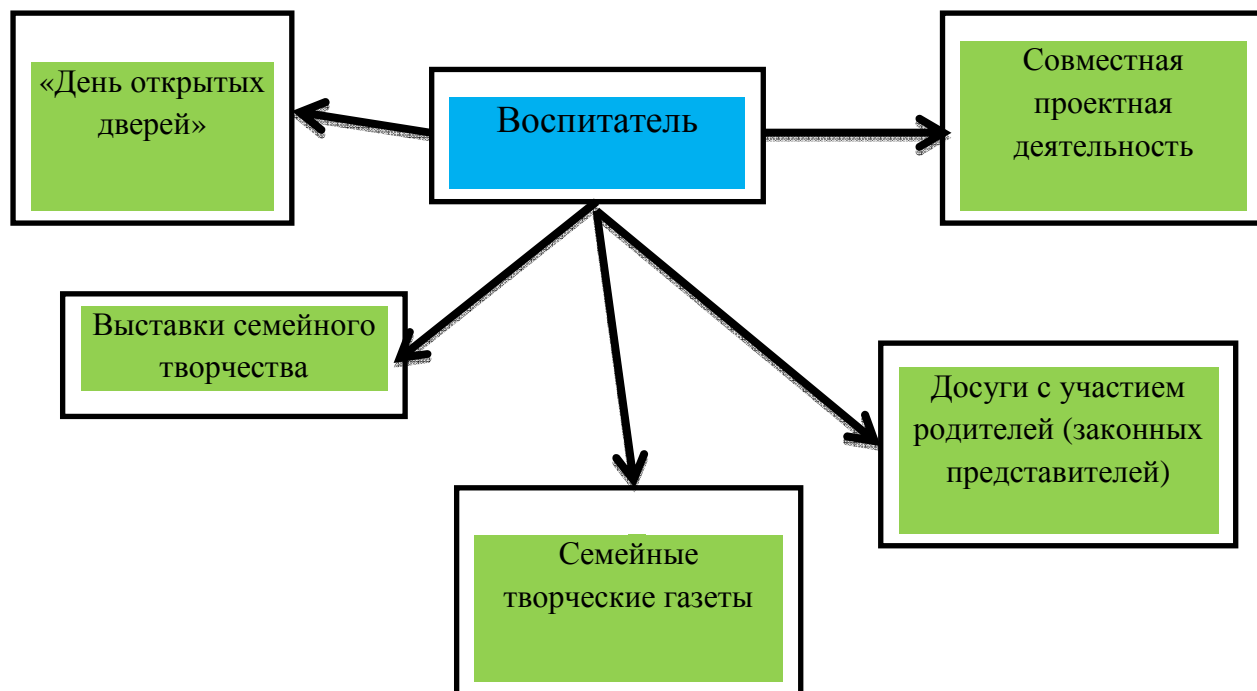 «День открытых
дверей»
Воспитатель
Совместная
проектная
деятельность
Выставки семейного
творчества
Досуги с участием
родителей (законных
представителей)
Семейные
творческие газеты